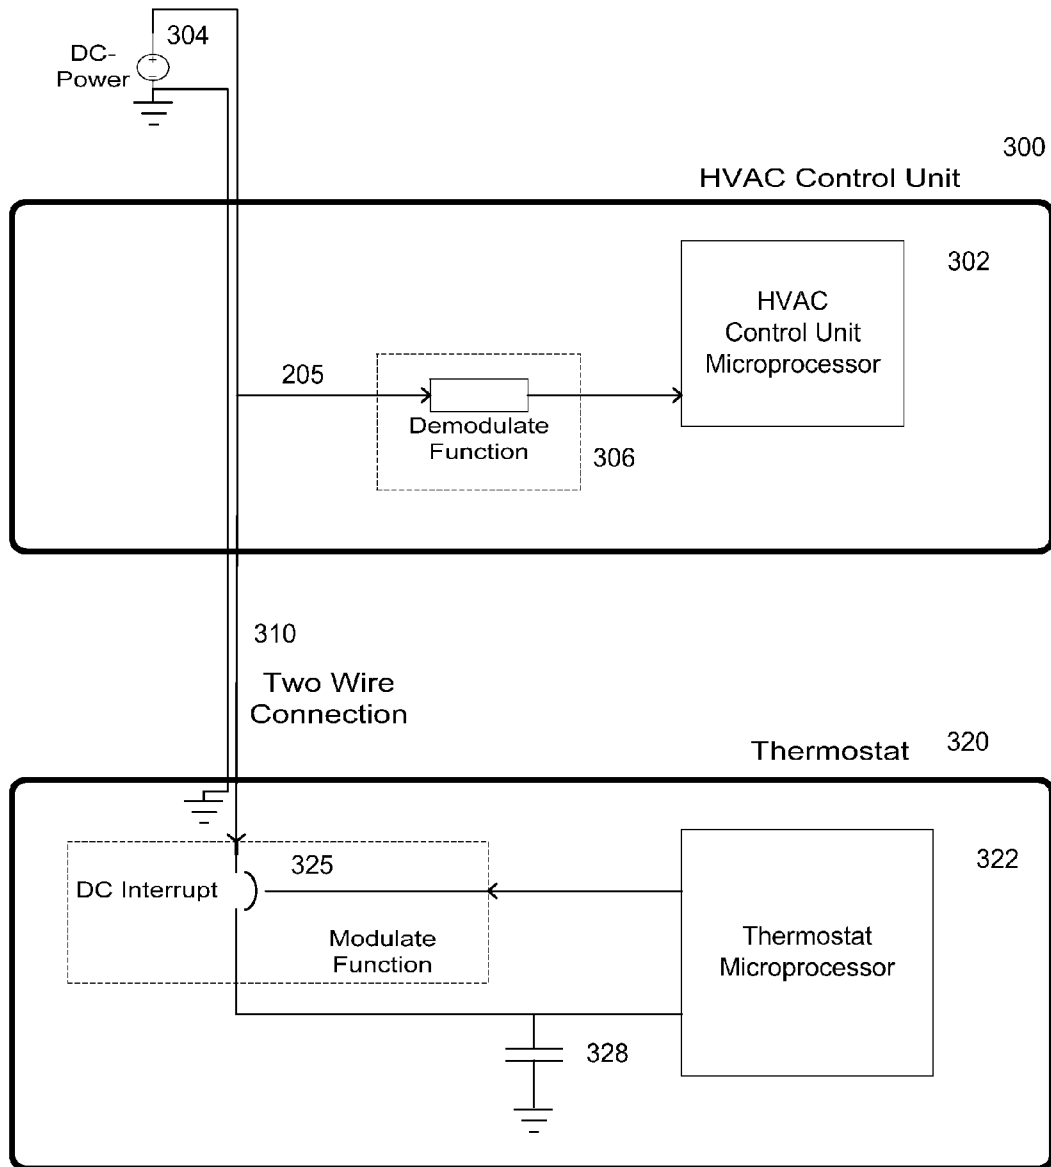 304
DC-
Power
300
HVAC Control Unit
302
HVAC
Control Unit
Microprocessor
205
Demodulate
Function
306
310
Two Wire
Connection
Thermostat
320
325
322
DC Interrupt
Modulate
Function
Thermostat
Microprocessor
328